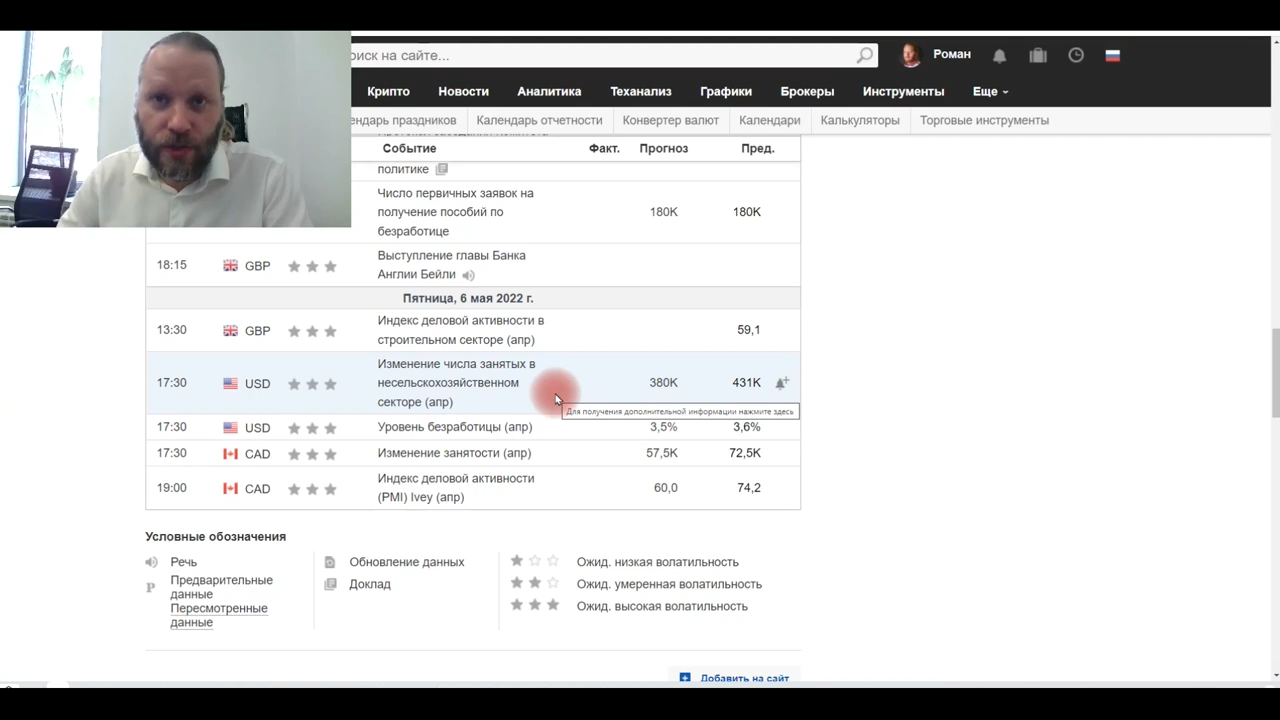 оиск на сайте...
Роман
Крипто Новости Аналитика Теханализ Графики Брокеры Инструменты Еще
ендарь праздников Календарь отчетности Конвертер валют Календари Калькуляторы Торговые инструменты
Событие Факт. Прогноз Пред.
политике
Число первичных заявок на
получение пособий по
безработице
180K 180K
18:15 GBP
Выступление главы Банка
Англии Бейли
Пятница, 6 мая 2022 г.
13:30 GBP
Индекс деловой активности в
строительном секторе (апр)
59,1
17:30 USD
Изменение числа занятых в
несельскохозяйственном
секторе (апр)
380K 431K
Для получения дополнительной информации нажмите здесь
17:30 USD Уровень безработицы (апр) 3,5% 3,6%
17:30 CAD Изменение занятости (апр) 57,5K 72,5K
19:00 CAD
Индекс деловой активности
(PMI) Ivey (апр)
60,0 74,2
Условные обозначения
Речь
P Предварительные
данные
Пересмотренные
данные
Обновление данных
Доклад
Ожид. низкая волатильность
Ожид. умеренная волатильность
Ожид. высокая волатильность
Добавить на сайт